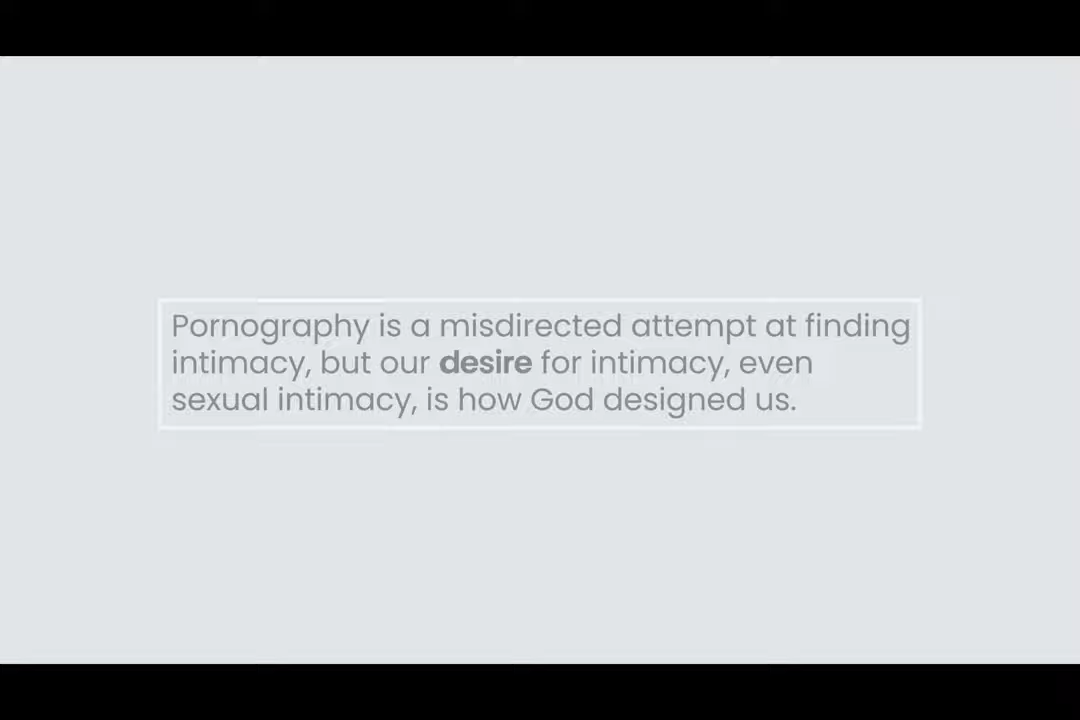 Pornography is a misdirected attempt at finding
intimacy, but our desire for intimacy, even
sexual intimacy, is how God designed us.